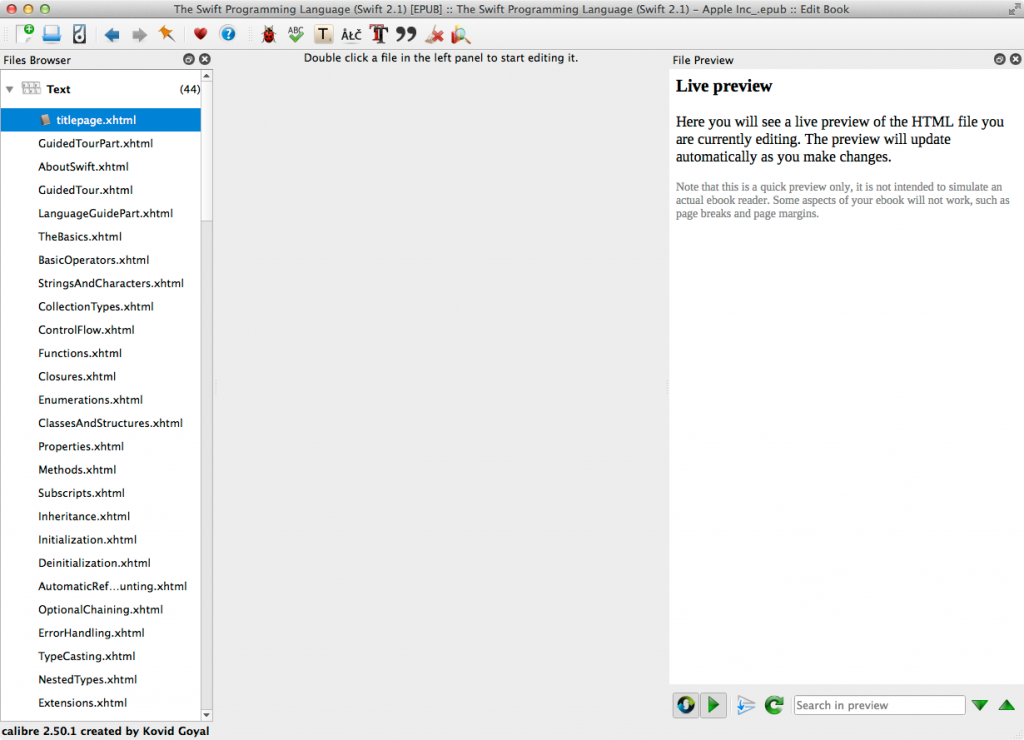 The Swift Programming Language (Swift 2.1) [EPUB] :: The Swift Programming Language (Swift 2.1) – Apple Inc_.epub :: Edit Book
ABC
T
ÅŁĆ
T
Files Browser
Double click a file in the left panel to start editing it.
File Preview
Text (44)
titlepage.xhtml
GuidedTourPart.xhtml
AboutSwift.xhtml
GuidedTour.xhtml
LanguageGuidePart.xhtml
TheBasics.xhtml
BasicOperators.xhtml
StringsAndCharacters.xhtml
CollectionTypes.xhtml
ControlFlow.xhtml
Functions.xhtml
Closures.xhtml
Enumerations.xhtml
ClassesAndStructures.xhtml
Properties.xhtml
Methods.xhtml
Subscripts.xhtml
Inheritance.xhtml
Initialization.xhtml
Deinitialization.xhtml
AutomaticRef...unting.xhtml
OptionalChaining.xhtml
ErrorHandling.xhtml
TypeCasting.xhtml
NestedTypes.xhtml
Extensions.xhtml
Live preview
Here you will see a live preview of the HTML file you
are currently editing. The preview will update
automatically as you make changes.
Note that this is a quick preview only, it is not intended to simulate an
actual ebook reader. Some aspects of your ebook will not work, such as
page breaks and page margins.
Search in preview
calibre 2.50.1 created by Kovid Goyal